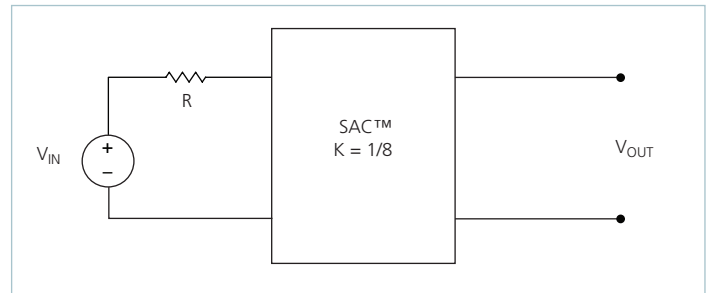 R
SAC™
K = 1/8
V_IN
+
−
V_OUT